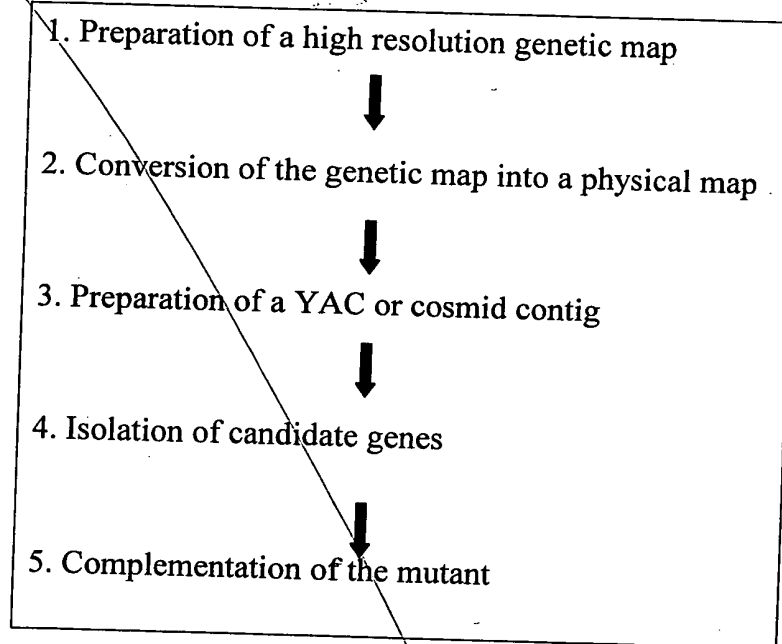 1. Preparation of a high resolution genetic map
2. Conversion of the genetic map into a physical map
3. Preparation of a YAC or cosmid contig
4. Isolation of candidate genes
5. Complementation of the mutant